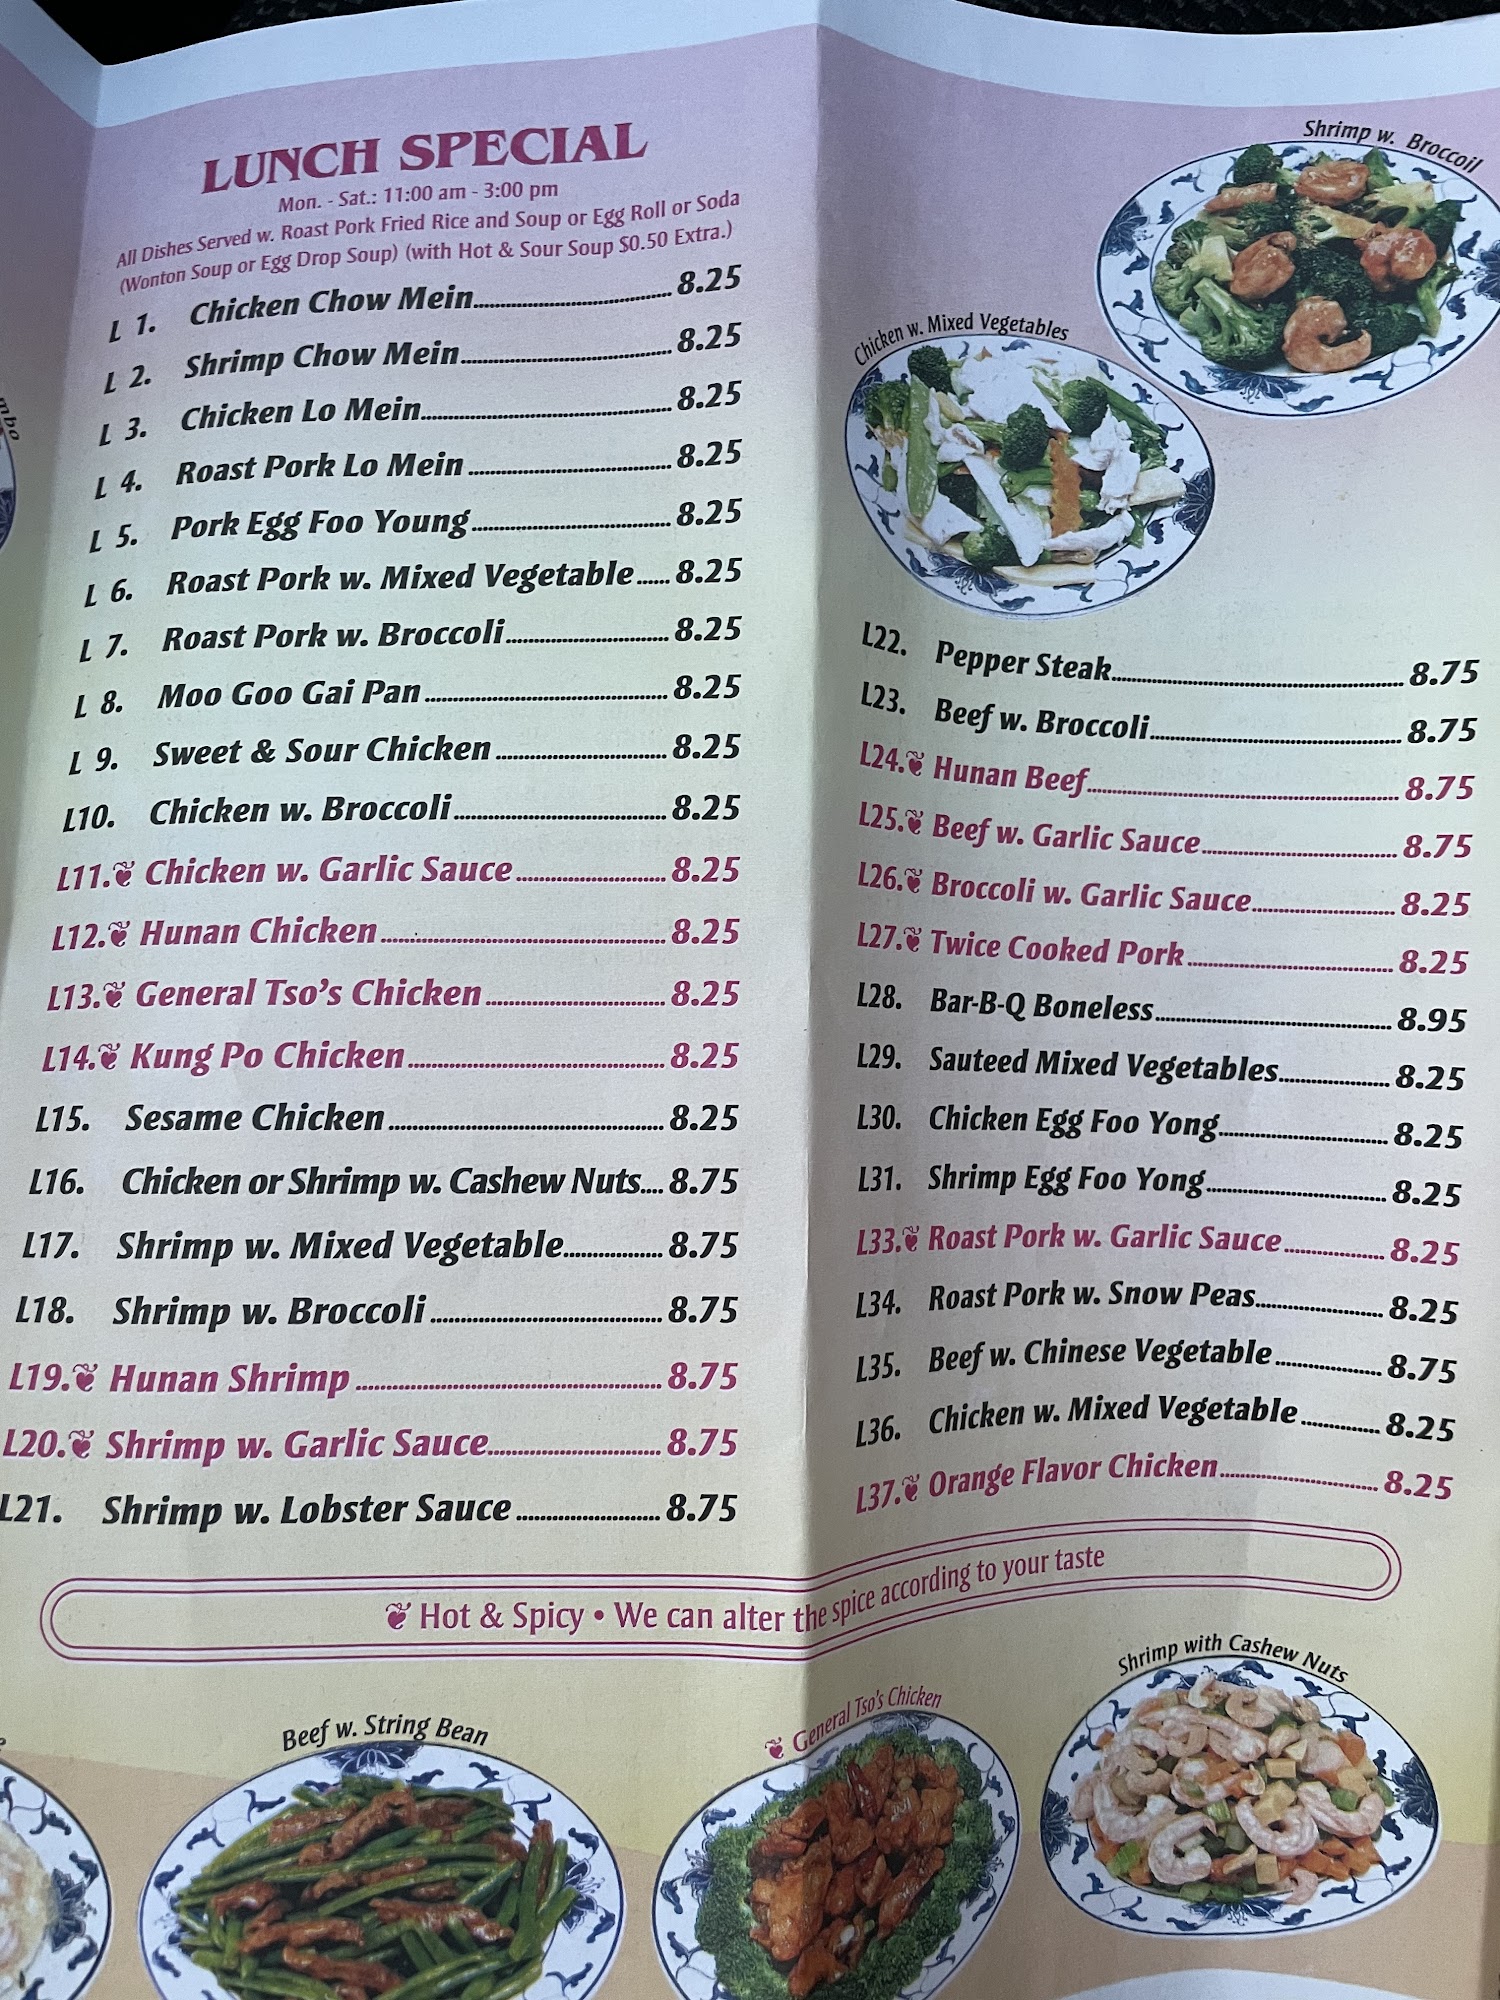 LUNCH SPECIAL
Mon. - Sat.: 11:00 am - 3:00 pm
All Dishes Served w. Roast Pork Fried Rice and Soup or Egg Roll or Soda
(Wonton Soup or Egg Drop Soup) (with Hot & Sour Soup $0.50 Extra.)
L 1. Chicken Chow Mein 8.25
L 2. Shrimp Chow Mein 8.25
L 3. Chicken Lo Mein 8.25
L 4. Roast Pork Lo Mein 8.25
L 5. Pork Egg Foo Young 8.25
L 6. Roast Pork w. Mixed Vegetable 8.25
L 7. Roast Pork w. Broccoli 8.25
L 8. Moo Goo Gai Pan 8.25
L 9. Sweet & Sour Chicken 8.25
L10. Chicken w. Broccoli 8.25
L11. Chicken w. Garlic Sauce 8.25
L12. Hunan Chicken 8.25
L13. General Tso's Chicken 8.25
L14. Kung Po Chicken 8.25
L15. Sesame Chicken 8.25
L16. Chicken or Shrimp w. Cashew Nuts 8.75
L17. Shrimp w. Mixed Vegetable 8.75
L18. Shrimp w. Broccoli 8.75
L19. Hunan Shrimp 8.75
L20. Shrimp w. Garlic Sauce 8.75
L21. Shrimp w. Lobster Sauce 8.75
Shrimp w. Broccoil
Chicken w. Mixed Vegetables
L22. Pepper Steak 8.75
L23. Beef w. Broccoli 8.75
L24. Hunan Beef 8.75
L25. Beef w. Garlic Sauce 8.75
L26. Broccoli w. Garlic Sauce 8.25
L27. Twice Cooked Pork 8.25
L28. Bar-B-Q Boneless 8.95
L29. Sauteed Mixed Vegetables 8.25
L30. Chicken Egg Foo Yong 8.25
L31. Shrimp Egg Foo Yong 8.25
L33. Roast Pork w. Garlic Sauce 8.25
L34. Roast Pork w. Snow Peas 8.25
L35. Beef w. Chinese Vegetable 8.75
L36. Chicken w. Mixed Vegetable 8.25
L37. Orange Flavor Chicken 8.25
Hot & Spicy • We can alter the spice according to your taste
Beef w. String Bean
General Tso's Chicken
Shrimp with Cashew Nuts